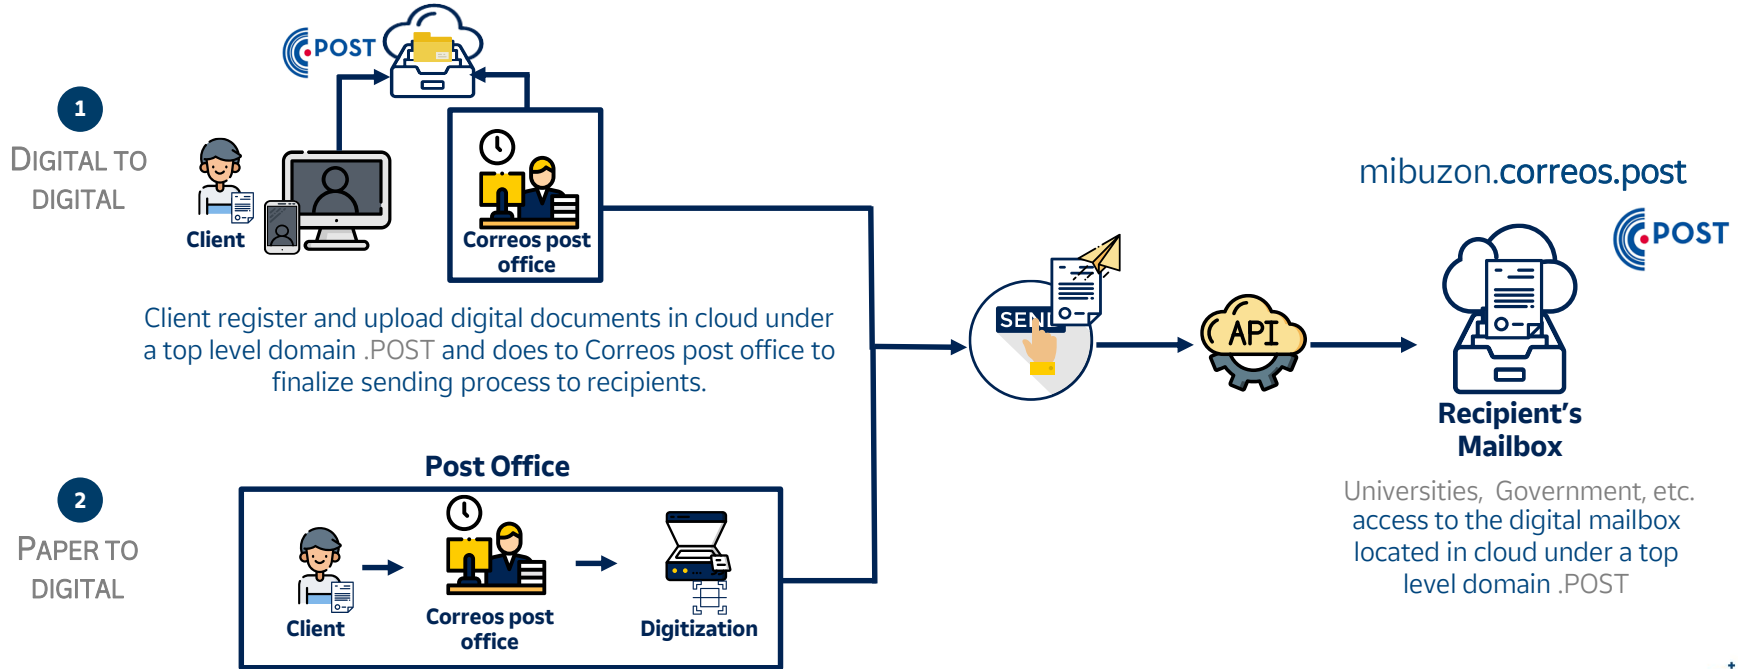 .POST
1
DIGITAL TO
DIGITAL
Client
Correos post
office
Client register and upload digital documents in cloud under
a top level domain .POST and does to Correos post office to
finalize sending process to recipients.
SEND
API
mibuzon.correos.post
.POST
Recipient's
Mailbox
Universities, Government, etc.
access to the digital mailbox
located in cloud under a top
level domain .POST
2
PAPER TO
DIGITAL
Post Office
Client
Correos post
office
Digitization